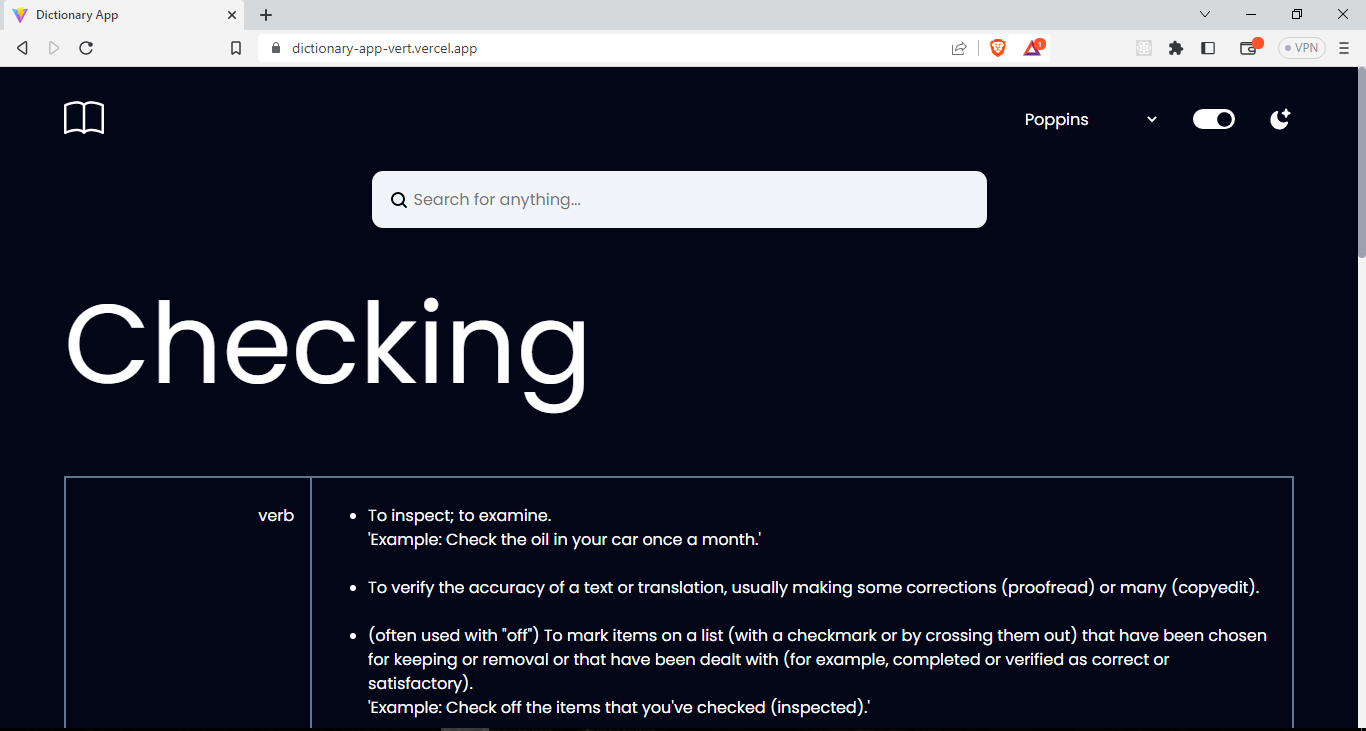 Dictionary App
dictionary-app-vert.vercel.app
1
VPN
Poppins
Search for anything...
Checking
verb
To inspect; to examine.
'Example: Check the oil in your car once a month.'
To verify the accuracy of a text or translation, usually making some corrections (proofread) or many (copyedit).
(often used with "off") To mark items on a list (with a checkmark or by crossing them out) that have been chosen
for keeping or removal or that have been dealt with (for example, completed or verified as correct or
satisfactory).
'Example: Check off the items that you've checked (inspected).'